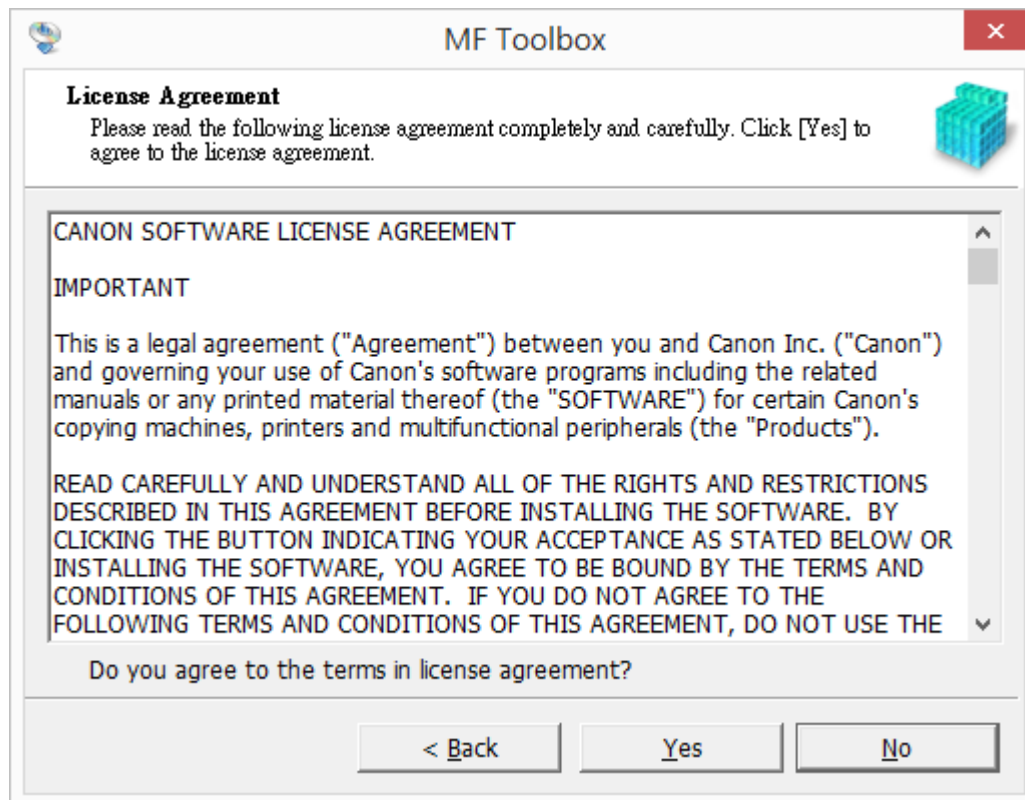 MF Toolbox
License Agreement
Please read the following license agreement completely and carefully. Click [Yes] to
agree to the license agreement.
CANON SOFTWARE LICENSE AGREEMENT
IMPORTANT
This is a legal agreement ("Agreement") between you and Canon Inc. ("Canon")
and governing your use of Canon's software programs including the related
manuals or any printed material thereof (the "SOFTWARE") for certain Canon's
copying machines, printers and multifunctional peripherals (the "Products").
READ CAREFULLY AND UNDERSTAND ALL OF THE RIGHTS AND RESTRICTIONS
DESCRIBED IN THIS AGREEMENT BEFORE INSTALLING THE SOFTWARE.  BY
CLICKING THE BUTTON INDICATING YOUR ACCEPTANCE AS STATED BELOW OR
INSTALLING THE SOFTWARE, YOU AGREE TO BE BOUND BY THE TERMS AND
CONDITIONS OF THIS AGREEMENT.  IF YOU DO NOT AGREE TO THE
FOLLOWING TERMS AND CONDITIONS OF THIS AGREEMENT, DO NOT USE THE
Do you agree to the terms in license agreement?
< Back
Yes
No